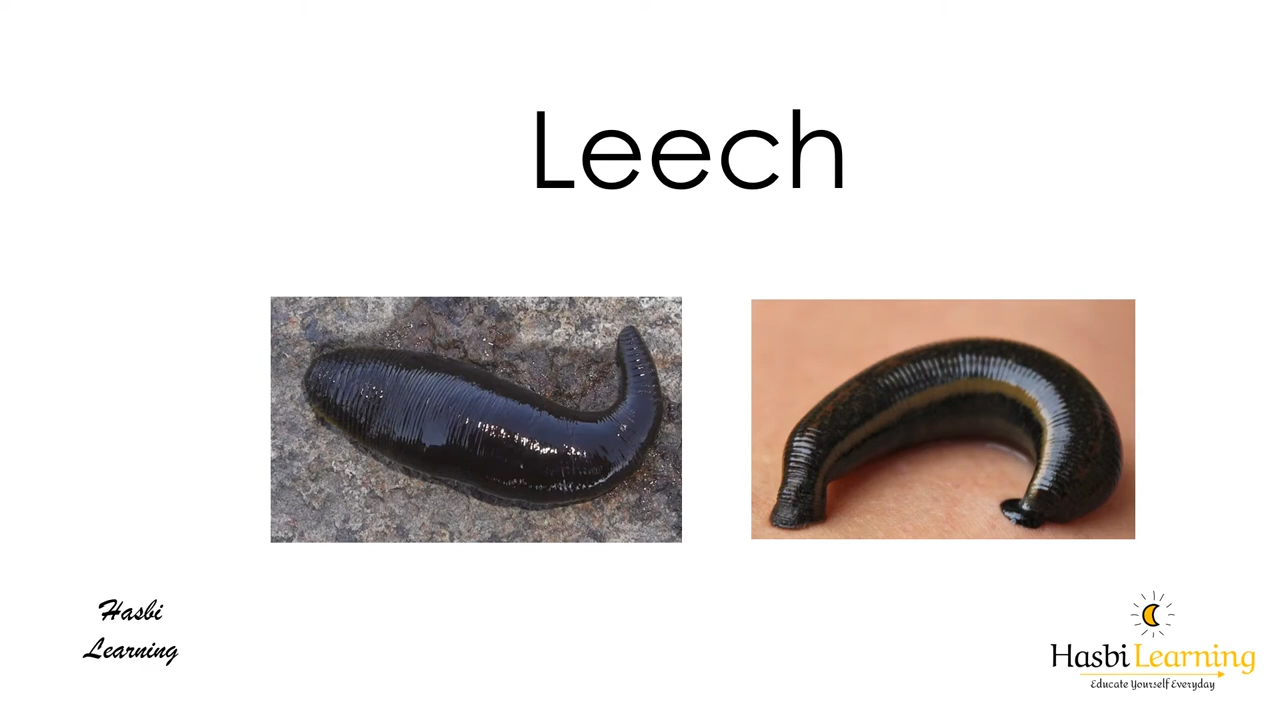 Leech
Hasbi
Learning
Hasbi Learning
Educate Yourself Everyday